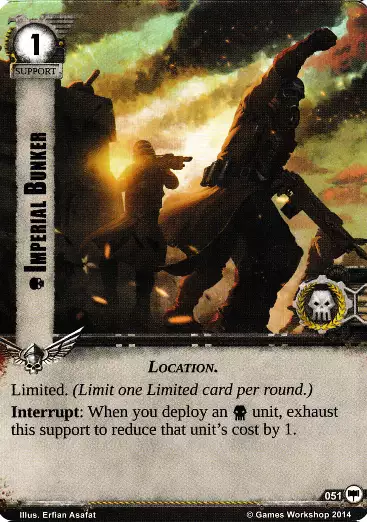 1
SUPPORT
IMPERIAL BUNKER
LOCATION.
Limited. (Limit one Limited card per round.)
Interrupt: When you deploy an unit, exhaust
this support to reduce that unit's cost by 1.
051
Illus. Erfian Asafat
© Games Workshop 2014